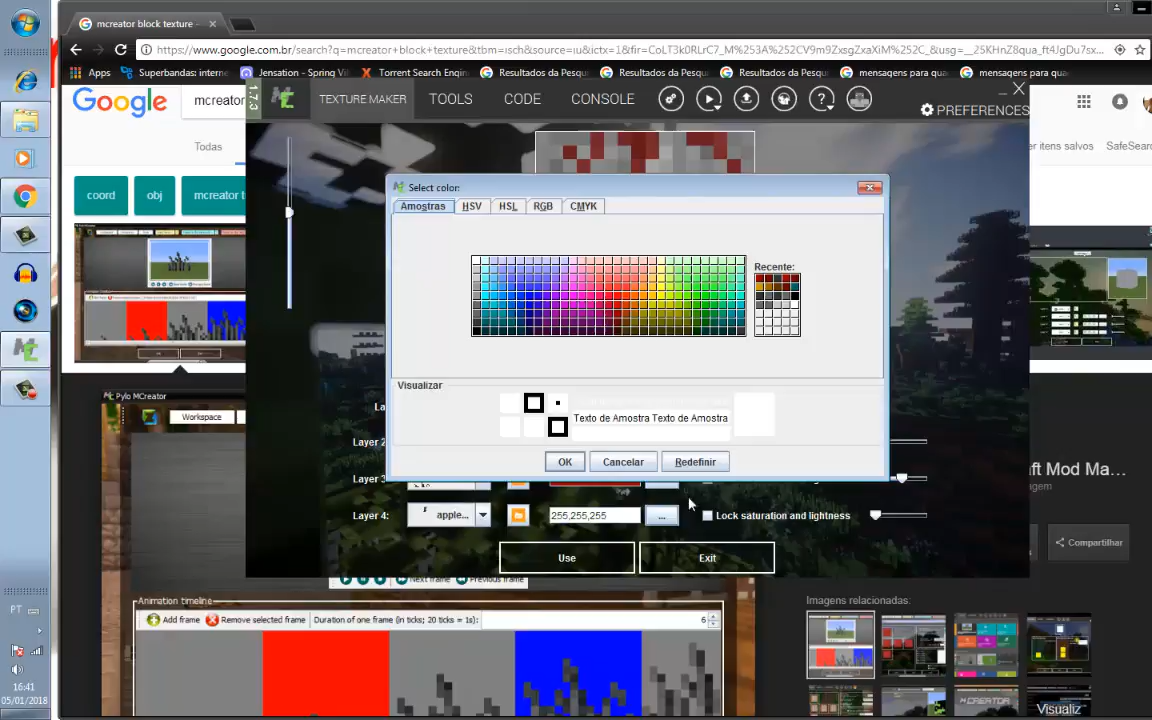 mcreator block texture -
https://www.google.com.br/search?q=mcreator+block+texture&tbm=isch&source=iu&ictx=1&fir=CoLT3k0RLrC7_M%253A%252CV9m9ZxsgZxaXiM%252C_&usg=__25KHnZ8qua_ft4JgDu7sx...
Apps Superbandas: interne Jensation - Spring Vi Torrent Search Engin Resultados da Pesqu Resultados da Pesqu Resultados da Pesqu mensagens para qua mensagens para qua
Google mcreator
1.7.3 TEXTURE MAKER TOOLS CODE CONSOLE PREFERENCES
Todas er itens salvos SafeSearc
coord obj mcreator t
Select color:
Amostras HSV HSL RGB CMYK
Recente:
Visualizar
Texto de Amostra Texto de Amostra
OK Cancelar Redefinir
La
Layer 2
Layer 3
Layer 4: apple... 255,255,255 ... Lock saturation and lightness
Use Exit
Pylo MCreator
Workspace
aft Mod Ma...
agem
Compartilhar
Next frame Previous frame
Animation timeline
Add frame Remove selected frame Duration of one frame (in ticks; 20 ticks = 1s): 6
Imagens relacionadas:
MCREATOR
Visualiz
PT
16:41
05/01/2018